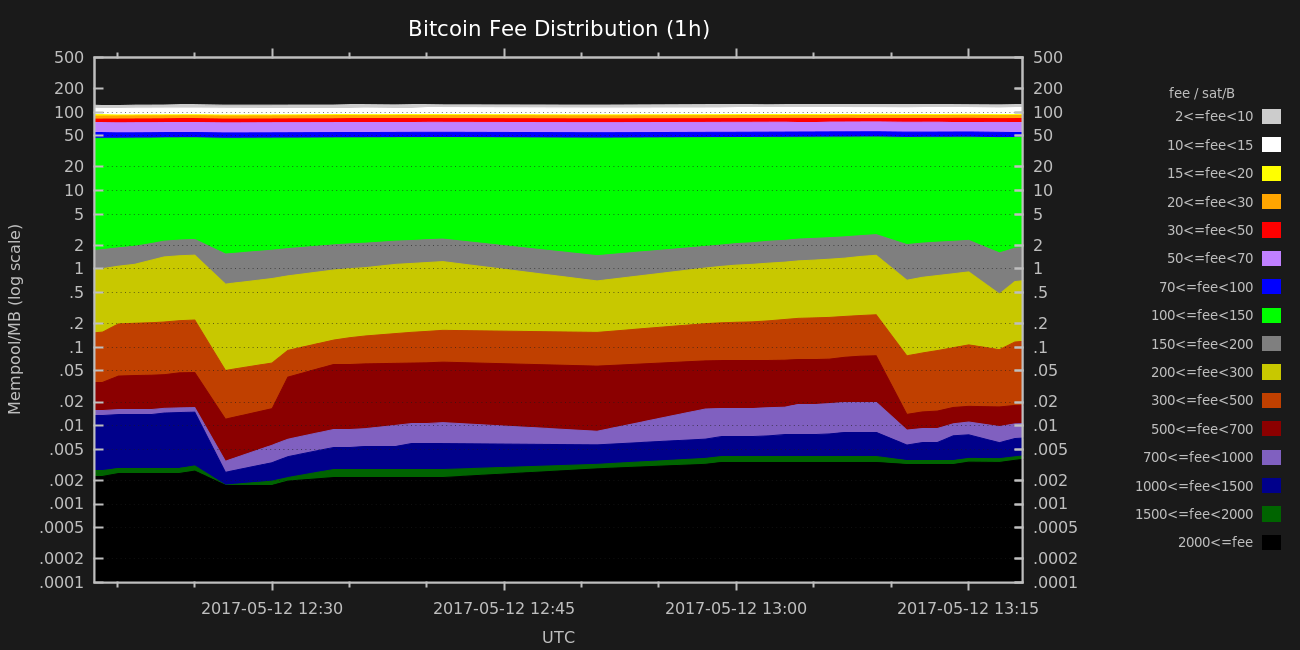 Bitcoin Fee Distribution (1h)
500 500
200 200
100 100
50 50
20 20
10 10
5 5
2 2
1 1
.5 .5
.2 .2
.1 .1
.05 .05
.02 .02
.01 .01
.005 .005
.002 .002
.001 .001
.0005 .0005
.0002 .0002
.0001 .0001
Mempool/MB (log scale)
2017-05-12 12:30 2017-05-12 12:45 2017-05-12 13:00 2017-05-12 13:15
UTC
fee / sat/B
2<=fee<10
10<=fee<15
15<=fee<20
20<=fee<30
30<=fee<50
50<=fee<70
70<=fee<100
100<=fee<150
150<=fee<200
200<=fee<300
300<=fee<500
500<=fee<700
700<=fee<1000
1000<=fee<1500
1500<=fee<2000
2000<=fee